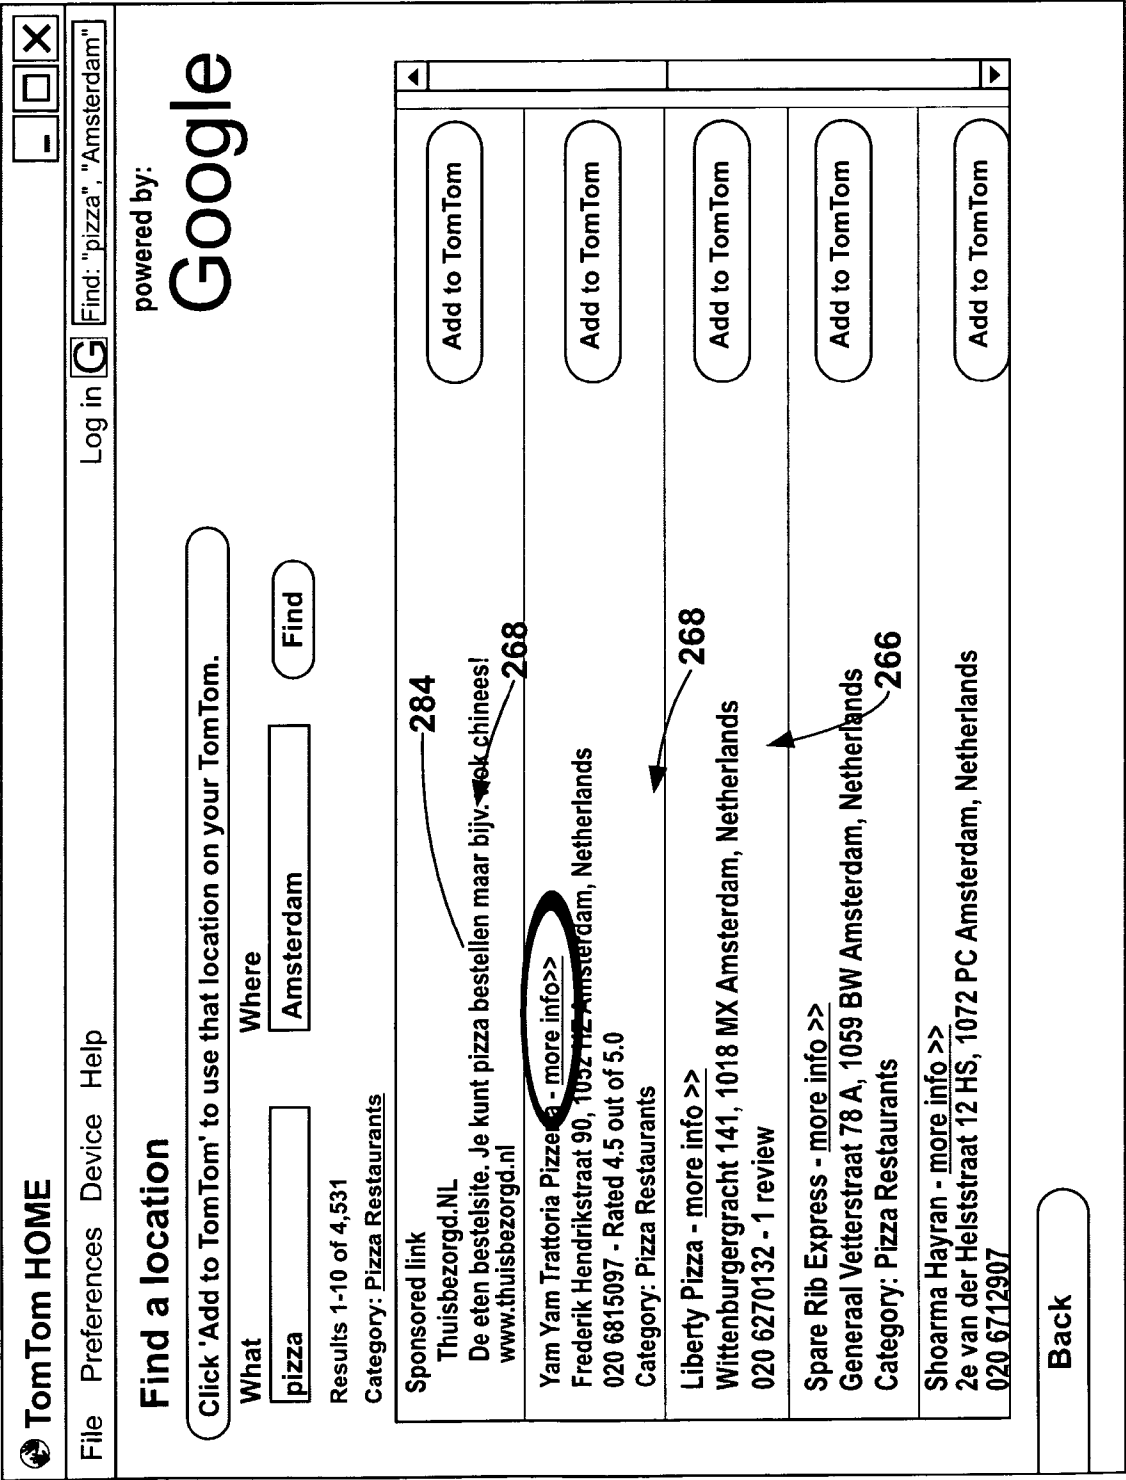 TomTom HOME
File Preferences Device Help
Log in G Find: "pizza", "Amsterdam"
Find a location
powered by:
Google
Click 'Add to TomTom' to use that location on your TomTom.
What
Where
pizza
Amsterdam
Find
Results 1-10 of 4,531
Category: Pizza Restaurants
Sponsored link
284
Thuisbezorgd.NL
De eten bestelsite. Je kunt pizza bestellen maar bijv. ook chinees!
268
www.thuisbezorgd.nl
Add to TomTom
Yam Yam Trattoria Pizzeria - more info>>
Frederik Hendrikstraat 90, 1052 HZ Amsterdam, Netherlands
020 6815097 - Rated 4.5 out of 5.0
Category: Pizza Restaurants
Add to TomTom
268
Liberty Pizza - more info >>
Wittenburgergracht 141, 1018 MX Amsterdam, Netherlands
020 6270132 - 1 review
Add to TomTom
Spare Rib Express - more info >>
Generaal Vetterstraat 78 A, 1059 BW Amsterdam, Netherlands
266
Category: Pizza Restaurants
Add to TomTom
Shoarma Hayran - more info >>
2e van der Helststraat 12 HS, 1072 PC Amsterdam, Netherlands
020 6712907
Add to TomTom
Back